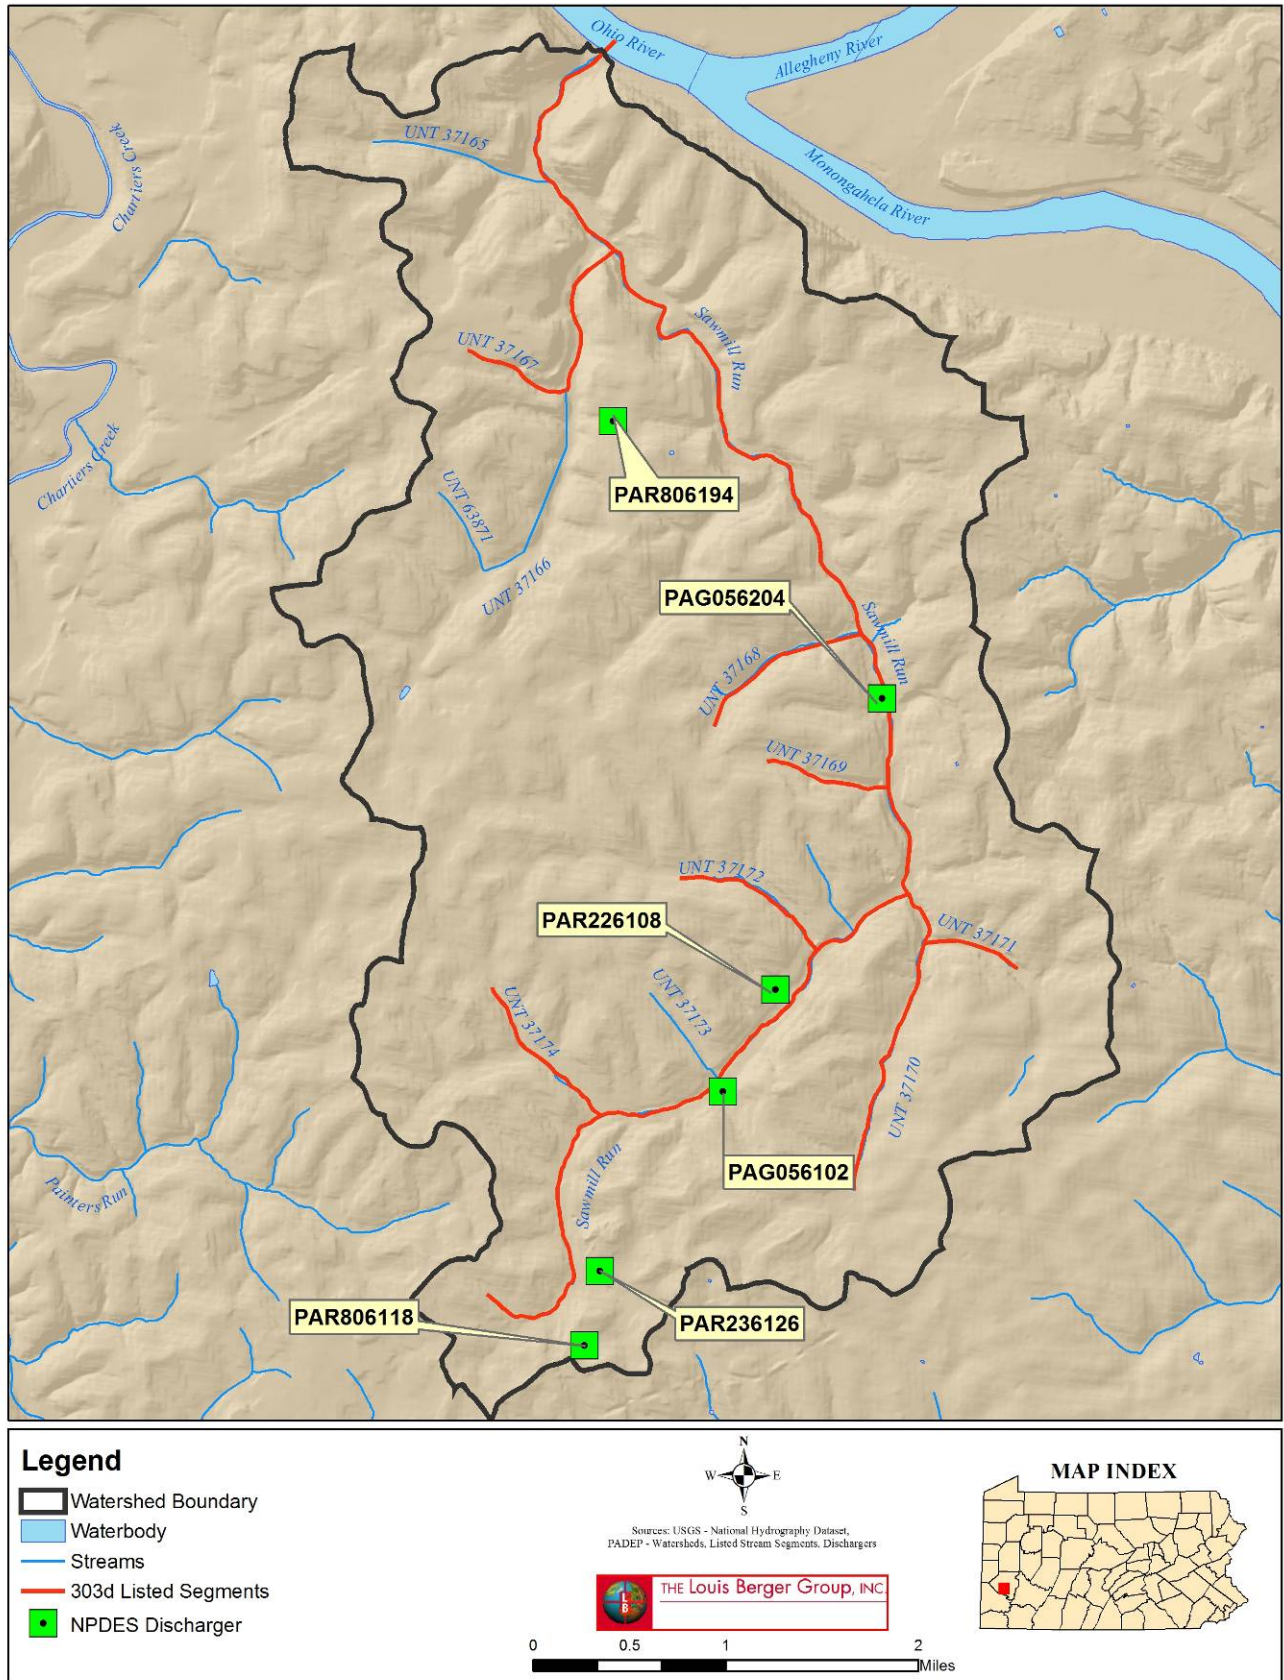 Ohio River
Allegheny River
Monongahela River
Chartiers Creek
UNT 37165
UNT 37167
Sawmill Run
Chartiers Creek
PAR806194
UNT 63871
UNT 37166
PAG056204
Sawmill Run
UNT 37168
UNT 37169
UNT 37172
PAR226108
UNT 37171
UNT 37173
UNT 37174
UNT 37170
PAG056102
Painters Run
Sawmill Run
PAR806118
PAR236126
Legend
Watershed Boundary
Waterbody
Streams
303d Listed Segments
NPDES Discharger
N
W E
S
Sources: USGS - National Hydrography Dataset,
PADEP - Watersheds, Listed Stream Segments, Dischargers
L
B
THE Louis Berger Group, INC.
0 0.5 1 2
Miles
MAP INDEX